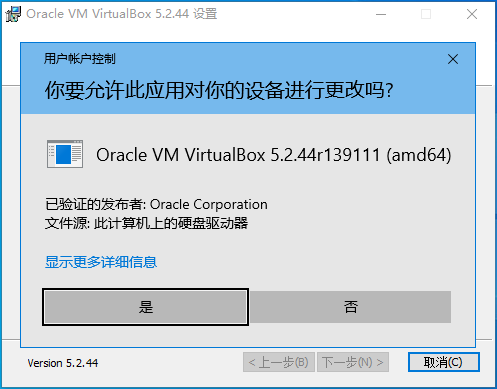 Oracle VM VirtualBox 5.2.44 设置
用户帐户控制
你要允许此应用对你的设备进行更改吗?
Oracle VM VirtualBox 5.2.44r139111 (amd64)
已验证的发布者: Oracle Corporation
文件源: 此计算机上的硬盘驱动器
显示更多详细信息
是
否
Version 5.2.44
< 上一步(B)
下一步(N) >
取消(C)